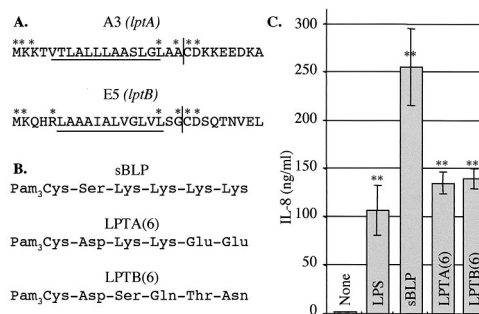 A.
A3 (lptA)
** * * * **
MKKTVTLALLLAASLGLAACDKKEEDKA
E5 (lptB)
** * * * **
MKQHRLAAAIALVGLVLSGCDSQTNVEL
B.
sBLP
Pam3Cys-Ser-Lys-Lys-Lys-Lys
LPTA(6)
Pam3Cys-Asp-Lys-Lys-Glu-Glu
LPTB(6)
Pam3Cys-Asp-Ser-Gln-Thr-Asn
C.
IL-8 (ng/ml)
300
250
200
150
100
50
0
**
**
**
**
None
LPS
sBLP
LPTA(6)
LPTB(6)